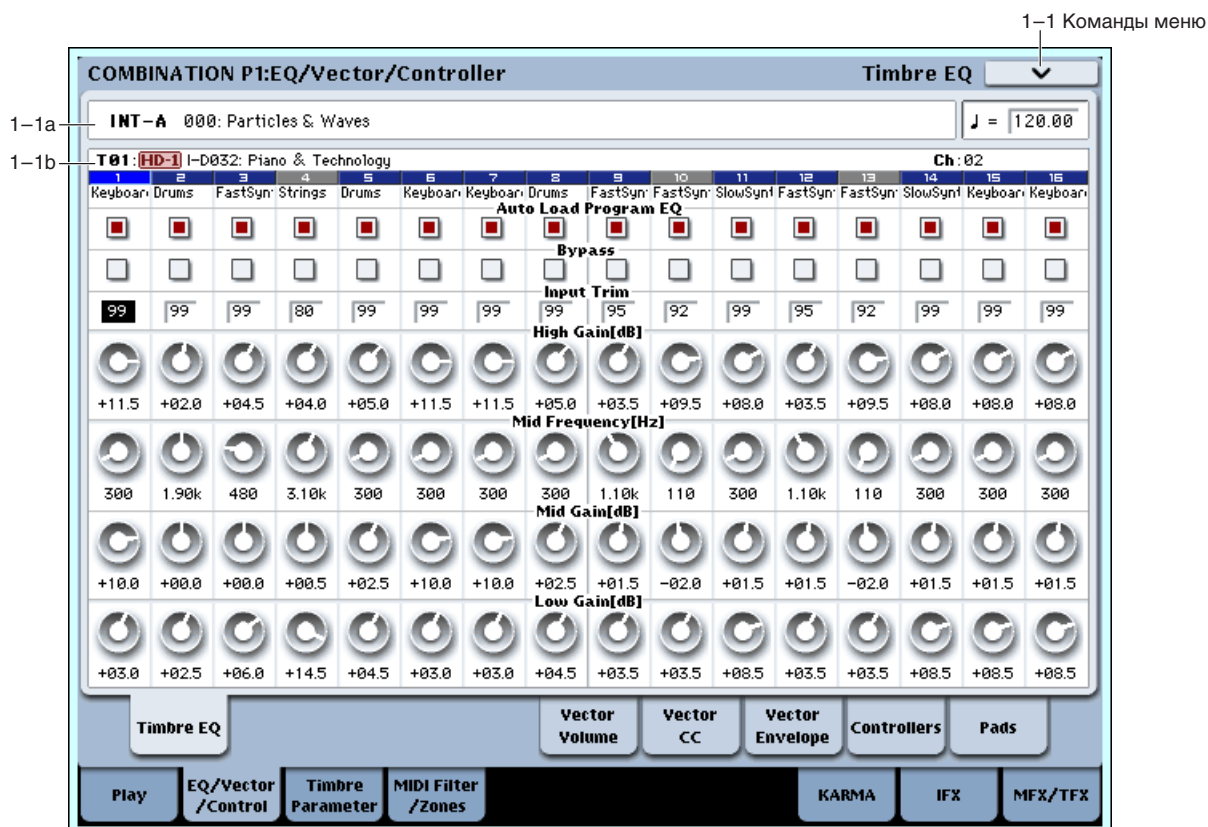 1–1 Команды меню
COMBINATION P1:EQ/Vector/Controller Timbre EQ
1–1a INT-A 000: Particles & Waves ♩ = 120.00
1–1b T01: HD-1 I-D032: Piano & Technology Ch:02
1 2 3 4 5 6 7 8 9 10 11 12 13 14 15 16
Keyboar Drums FastSyn Strings Drums Keyboar Keyboar Drums FastSyn FastSyn SlowSynt FastSyn FastSyn SlowSynt Keyboar Keyboar
Auto Load Program EQ
Bypass
Input Trim
99 99 99 80 99 99 99 99 95 92 99 95 92 99 99 99
High Gain[dB]
+11.5 +02.0 +04.5 +04.0 +05.0 +11.5 +11.5 +05.0 +03.5 +09.5 +08.0 +03.5 +09.5 +08.0 +08.0 +08.0
Mid Frequency[Hz]
300 1.90k 480 3.10k 300 300 300 300 1.10k 110 300 1.10k 110 300 300 300
Mid Gain[dB]
+10.0 +00.0 +00.0 +00.5 +02.5 +10.0 +10.0 +02.5 +01.5 -02.0 +01.5 +01.5 -02.0 +01.5 +01.5 +01.5
Low Gain[dB]
+03.0 +02.5 +06.0 +14.5 +04.5 +03.0 +03.0 +04.5 +03.5 +03.5 +08.5 +03.5 +03.5 +08.5 +08.5 +08.5
Timbre EQ
Vector
Volume
Vector
CC
Vector
Envelope
Controllers
Pads
Play
EQ/Vector
/Control
Timbre
Parameter
MIDI Filter
/Zones
KARMA
IFX
MFX/TFX